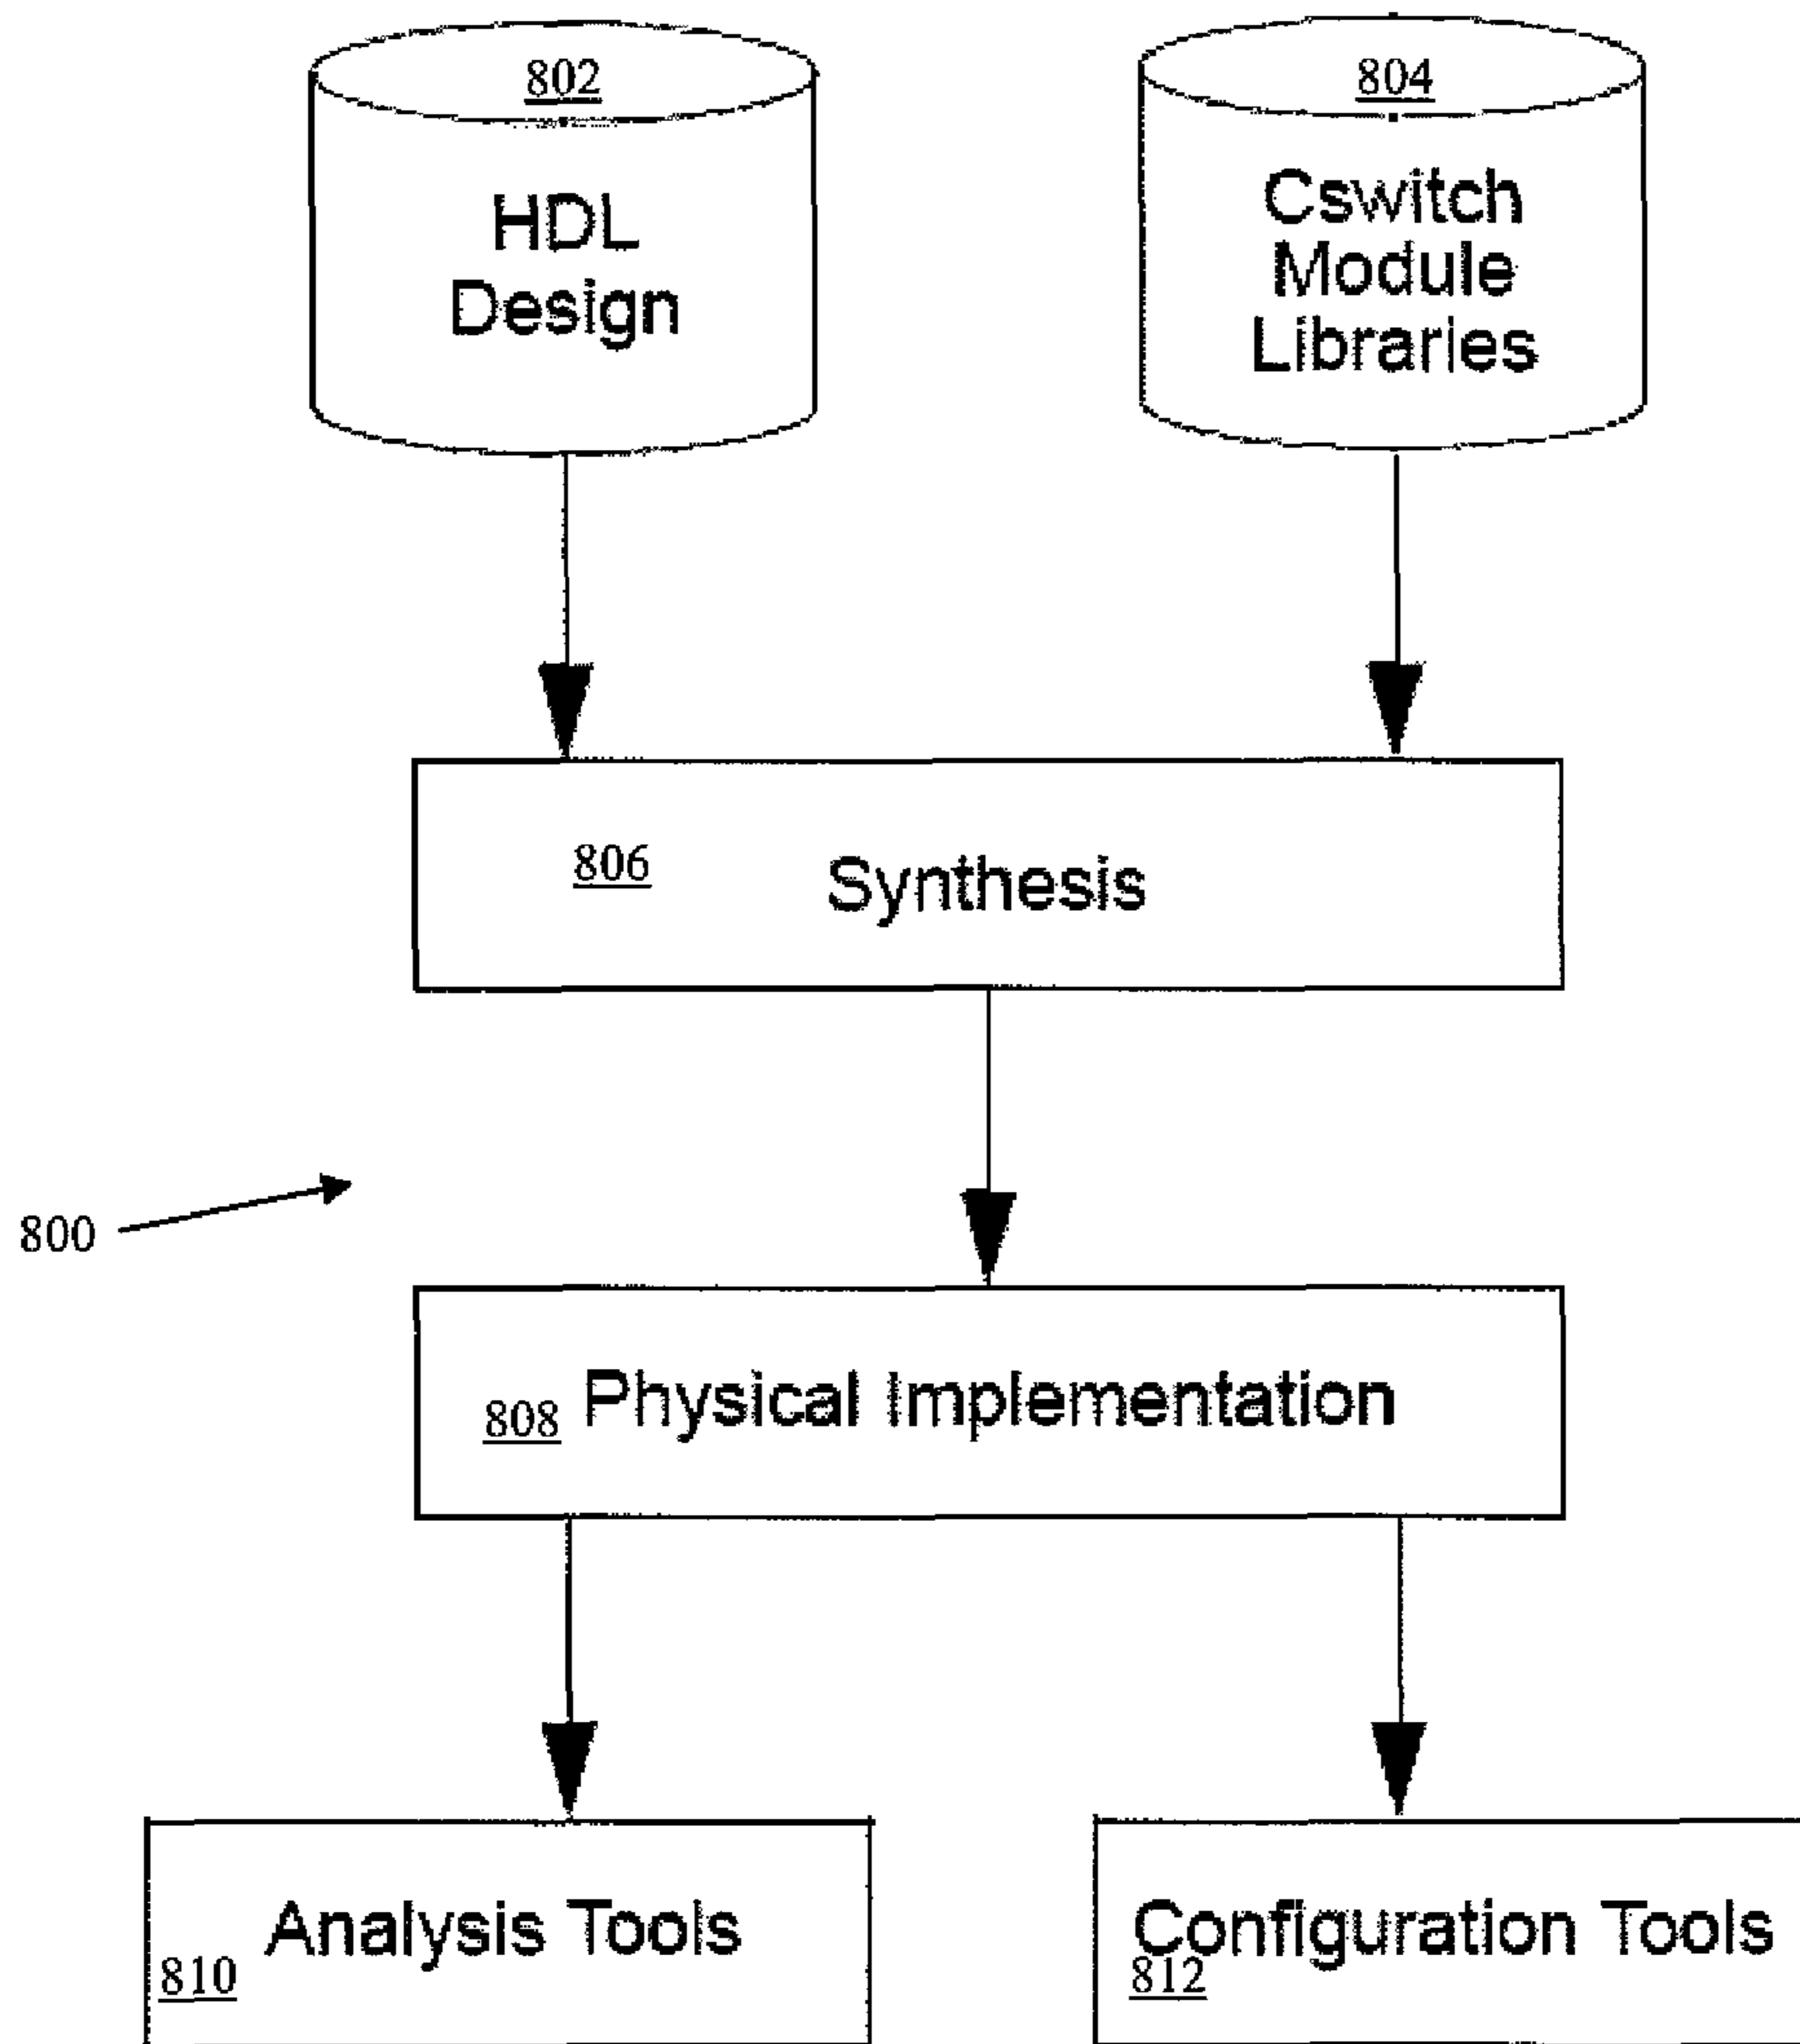 802
HDL
Design
804
Cswitch
Module
Libraries
806
Synthesis
800
808
Physical Implementation
Analysis Tools
810
Configuration Tools
812